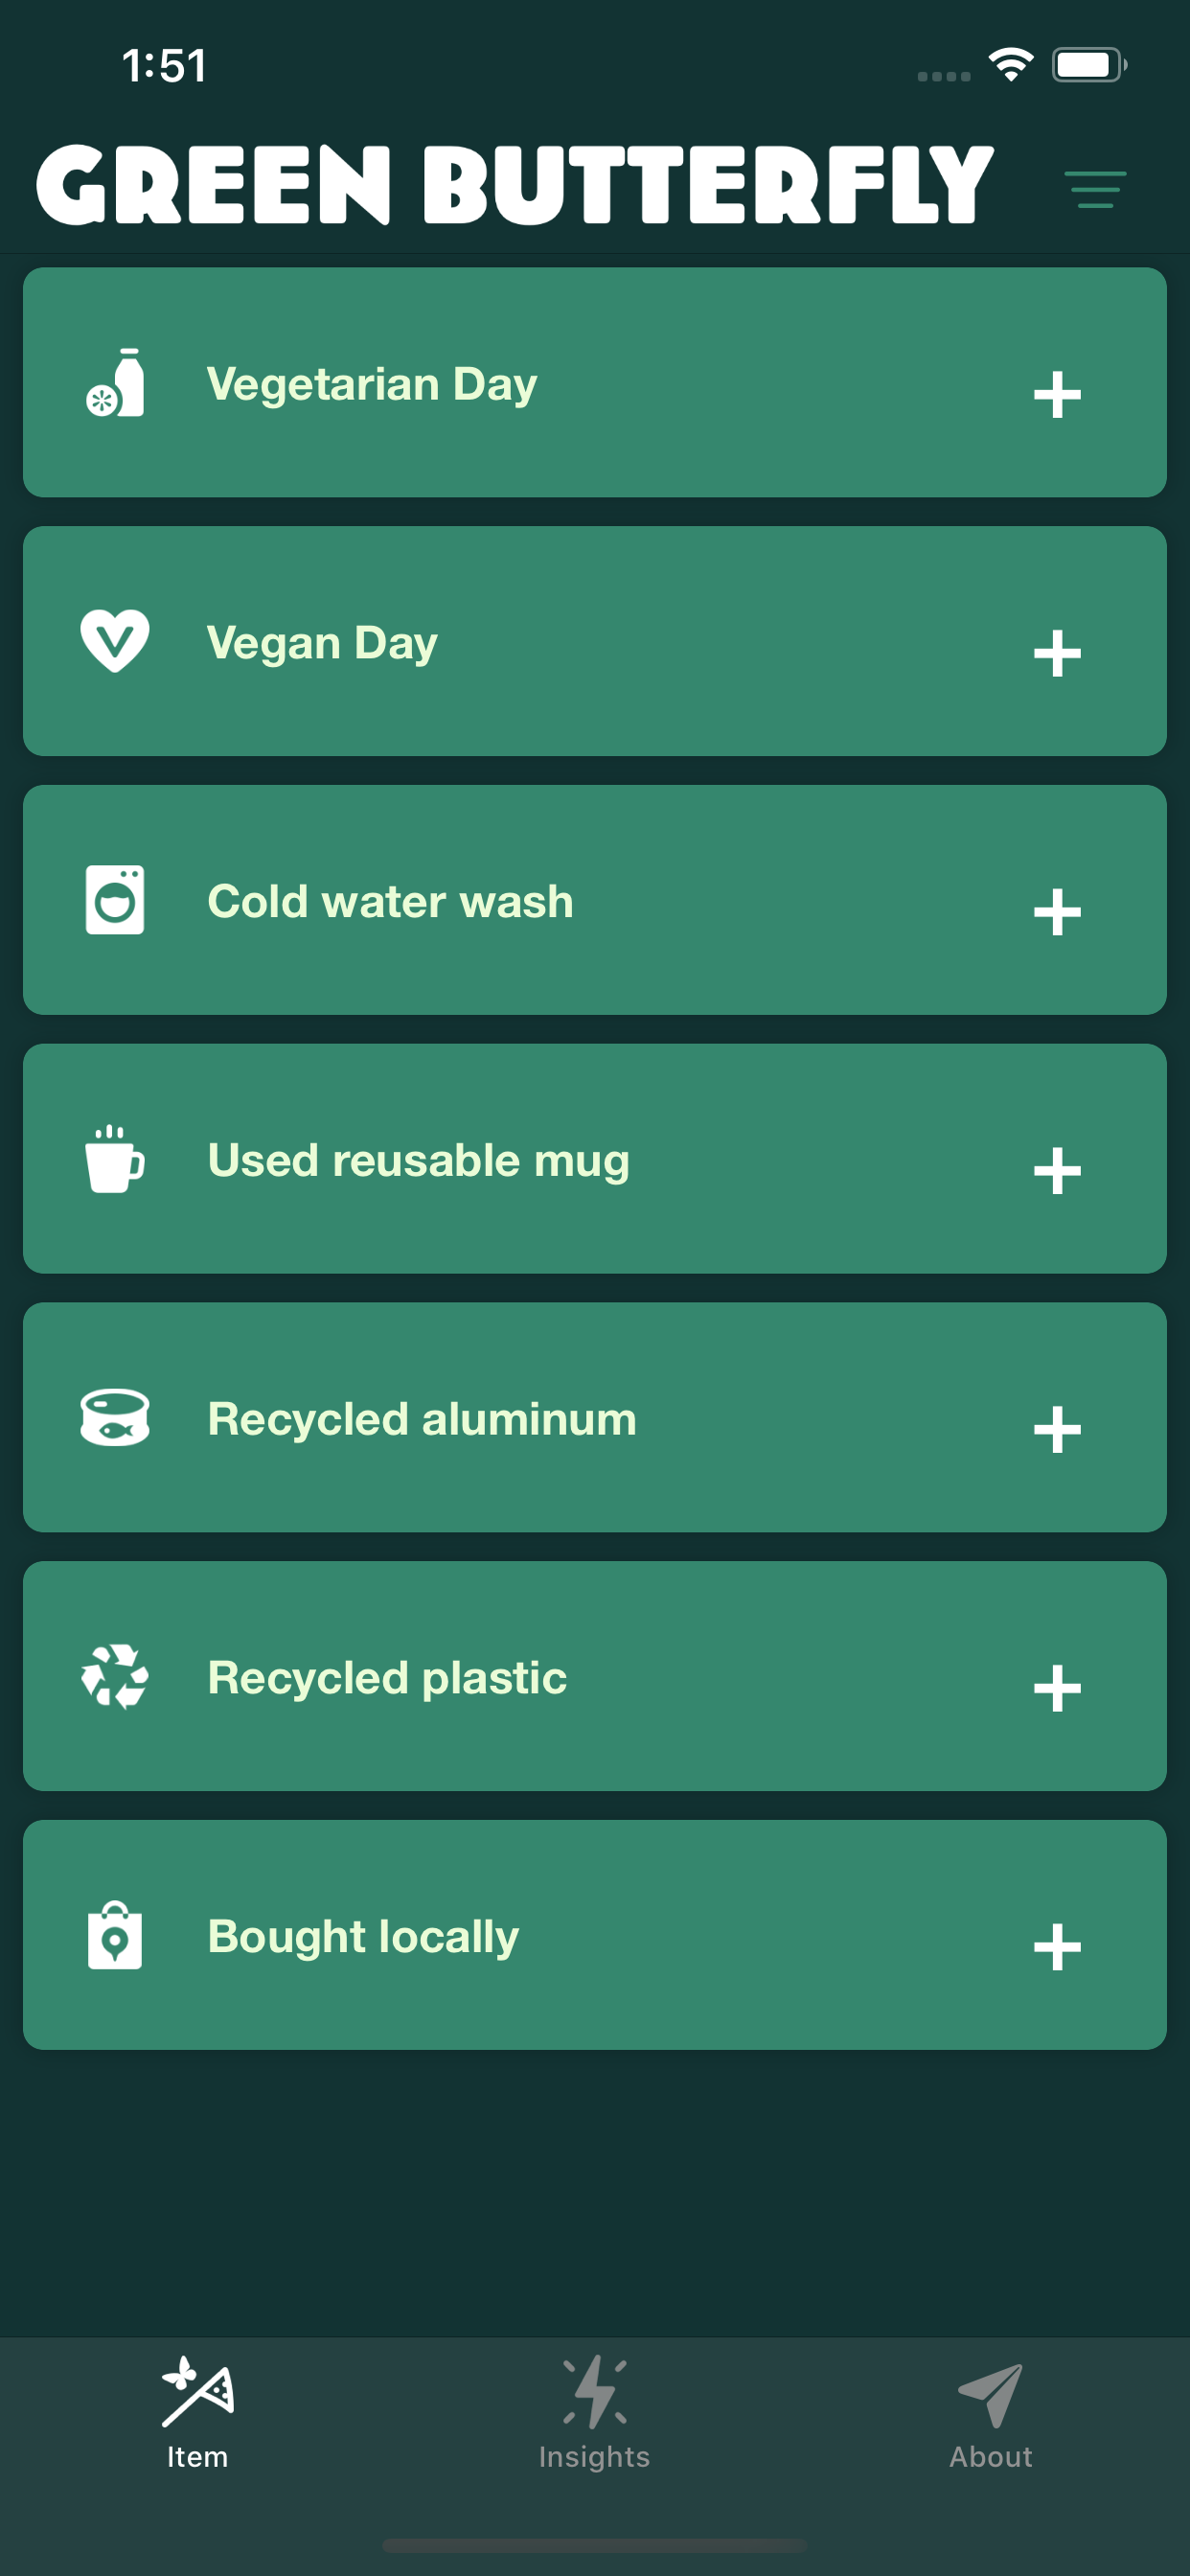 1:51
GREEN BUTTERFLY
Vegetarian Day
Vegan Day
Cold water wash
Used reusable mug
Recycled aluminum
Recycled plastic
Bought locally
Item
Insights
About